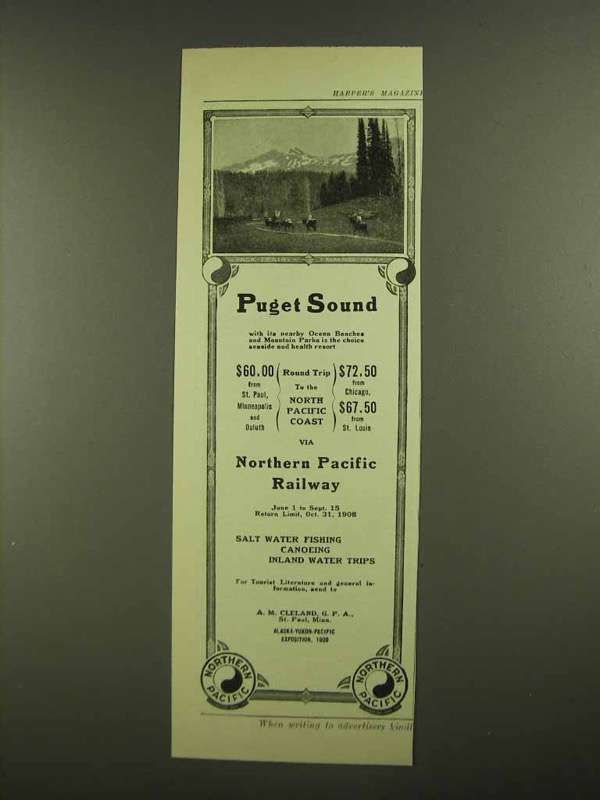 HARPER'S MAGAZIN
PACK TRAIN
Puget Sound
with its nearby Ocean Beaches
and Mountain Parks is the choice
seaside and health resort
$60.00
from
St. Paul,
Minneapolis
and
Duluth
Round Trip
To the
NORTH
PACIFIC
COAST
$72.50
from
Chicago,
$67.50
from
St. Louis
VIA
Northern Pacific
Railway
June 1 to Sept. 15
Return Limit, Oct. 31, 1908
SALT WATER FISHING
CANOEING
INLAND WATER TRIPS
For Tourist Literature and general in-
formation, send to
A. M. CLELAND, G. P. A.,
St. Paul, Minn.
ALASKA-YUKON-PACIFIC
EXPOSITION, 1909
NORTHERN
PACIFIC
NORTHERN
PACIFIC
When writing to advertisers kindl